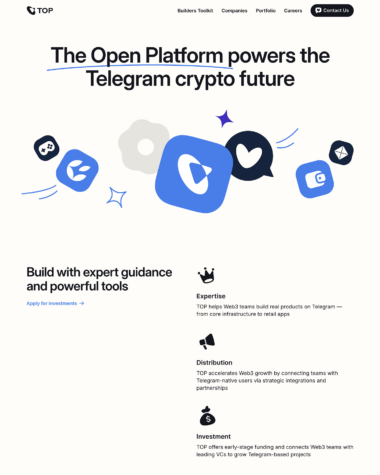 TOP
Builders Toolkit Companies Portfolio Careers Contact Us
The Open Platform powers the
Telegram crypto future
Build with expert guidance
and powerful tools
Apply for investments →
Expertise
TOP helps Web3 teams build real products on Telegram —
from core infrastructure to retail apps
Distribution
TOP accelerates Web3 growth by connecting teams with
Telegram-native users via strategic integrations and
partnerships
$
Investment
TOP offers early-stage funding and connects Web3 teams with
leading VCs to grow Telegram-based projects